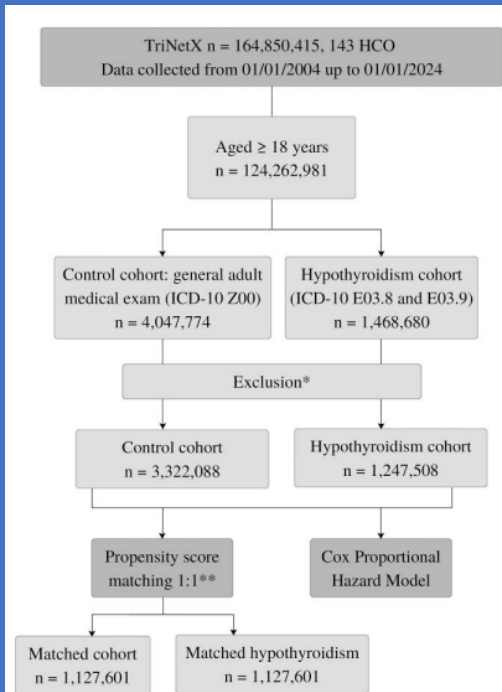 TriNetX n = 164,850,415, 143 HCO
Data collected from 01/01/2004 up to 01/01/2024
Aged ≥ 18 years
n = 124,262,981
Control cohort: general adult
medical exam (ICD-10 Z00)
n = 4,047,774
Hypothyroidism cohort
(ICD-10 E03.8 and E03.9)
n = 1,468,680
Exclusion*
Control cohort
n = 3,322,088
Hypothyroidism cohort
n = 1,247,508
Propensity score
matching 1:1**
Cox Proportional
Hazard Model
Matched cohort
n = 1,127,601
Matched hypothyroidism
n = 1,127,601